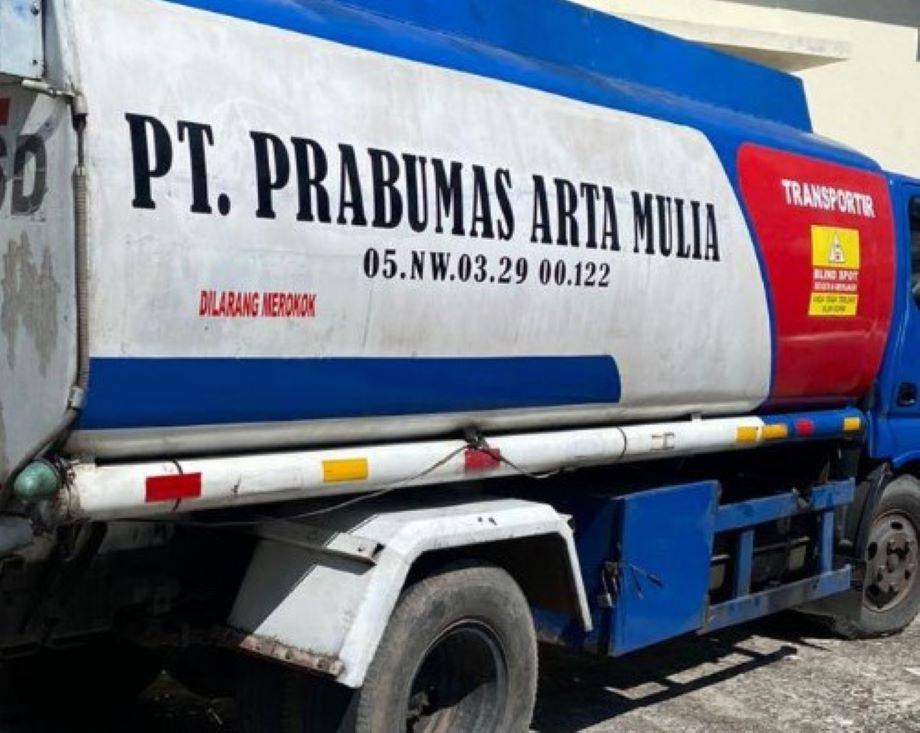 PT. PRABUMAS ARTA MULIA
05.NW.03.29 00.122
DILARANG MEROKOK
TRANSPORTIR
BLIND SPOT